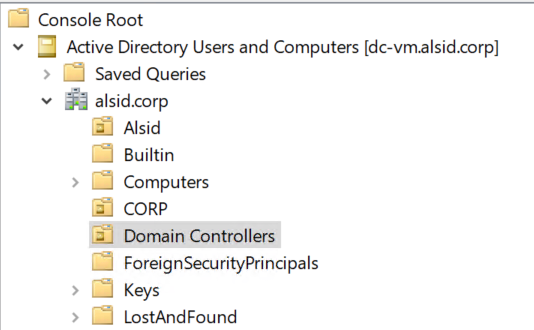 Console Root
Active Directory Users and Computers [dc-vm.alsid.corp]
Saved Queries
alsid.corp
Alsid
Builtin
Computers
CORP
Domain Controllers
ForeignSecurityPrincipals
Keys
LostAndFound